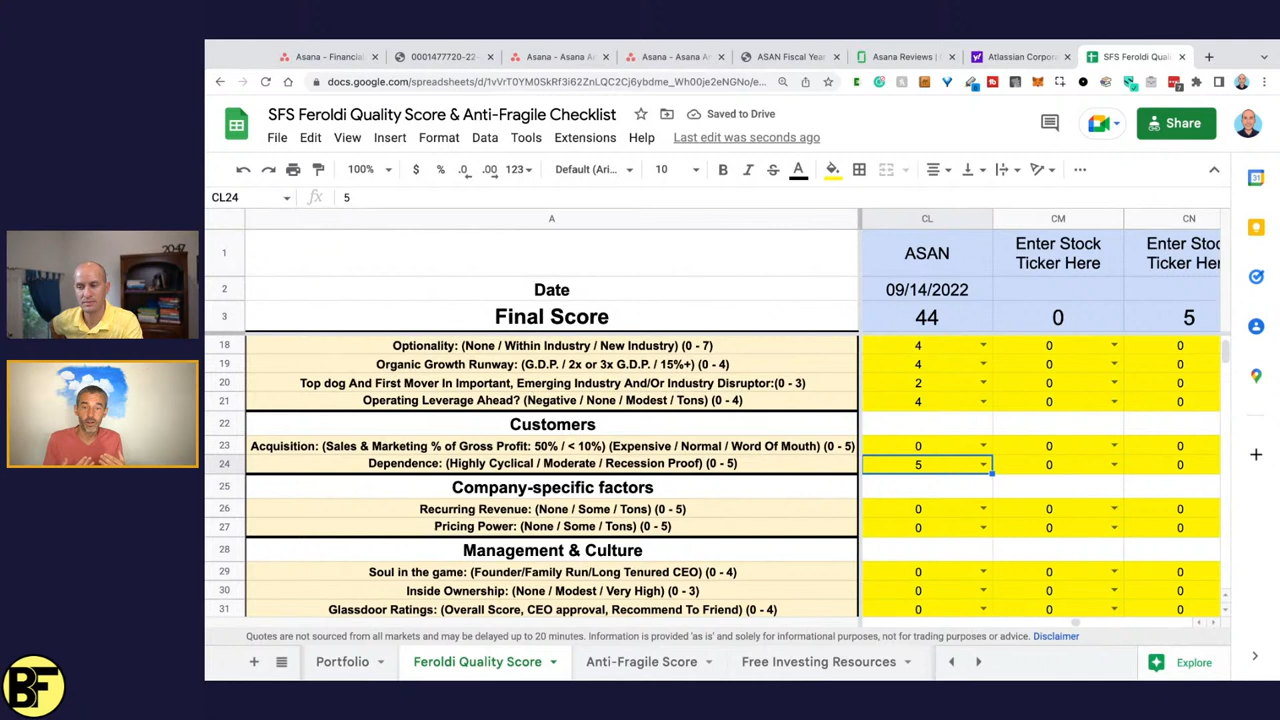 Asana - Financial
0001477720-22-
Asana - Asana A
Asana - Asana A
ASAN Fiscal Year
Asana Reviews | G
Atlassian Corpora
SFS Feroldi Quali
docs.google.com/spreadsheets/d/1vVrT0YM0SkRf3i62ZnLQC2Cj6ybdme_Wh00je2eNGNo/e...
SFS Feroldi Quality Score & Anti-Fragile Checklist
Saved to Drive
File Edit View Insert Format Data Tools Extensions Help Last edit was seconds ago
Share
100% $ % .0 .00 123 Default (Ari... 10 B I S A
CL24 fx 5
A CL CM CN
1 ASAN Enter Stock Ticker Here Enter Stoc Ticker Her
2 Date 09/14/2022
3 Final Score 44 0 5
18 Optionality: (None / Within Industry / New Industry) (0 - 7) 4 0 0
19 Organic Growth Runway: (G.D.P. / 2x or 3x G.D.P. / 15%+) (0 - 4) 4 0 0
20 Top dog And First Mover In Important, Emerging Industry And/Or Industry Disruptor:(0 - 3) 2 0 0
21 Operating Leverage Ahead? (Negative / None / Modest / Tons) (0 - 4) 4 0 0
22 Customers
23 Acquisition: (Sales & Marketing % of Gross Profit: 50% / < 10%) (Expensive / Normal / Word Of Mouth) (0 - 5) 0 0 0
24 Dependence: (Highly Cyclical / Moderate / Recession Proof) (0 - 5) 5 0 0
25 Company-specific factors
26 Recurring Revenue: (None / Some / Tons) (0 - 5) 0 0 0
27 Pricing Power: (None / Some / Tons) (0 - 5) 0 0 0
28 Management & Culture
29 Soul in the game: (Founder/Family Run/Long Tenured CEO) (0 - 4) 0 0 0
30 Inside Ownership: (None / Modest / Very High) (0 - 3) 0 0 0
31 Glassdoor Ratings: (Overall Score, CEO approval, Recommend To Friend) (0 - 4) 0 0 0
Quotes are not sourced from all markets and may be delayed up to 20 minutes. Information is provided 'as is' and solely for informational purposes, not for trading purposes or advice. Disclaimer
Portfolio
Feroldi Quality Score
Anti-Fragile Score
Free Investing Resources
Explore
BF